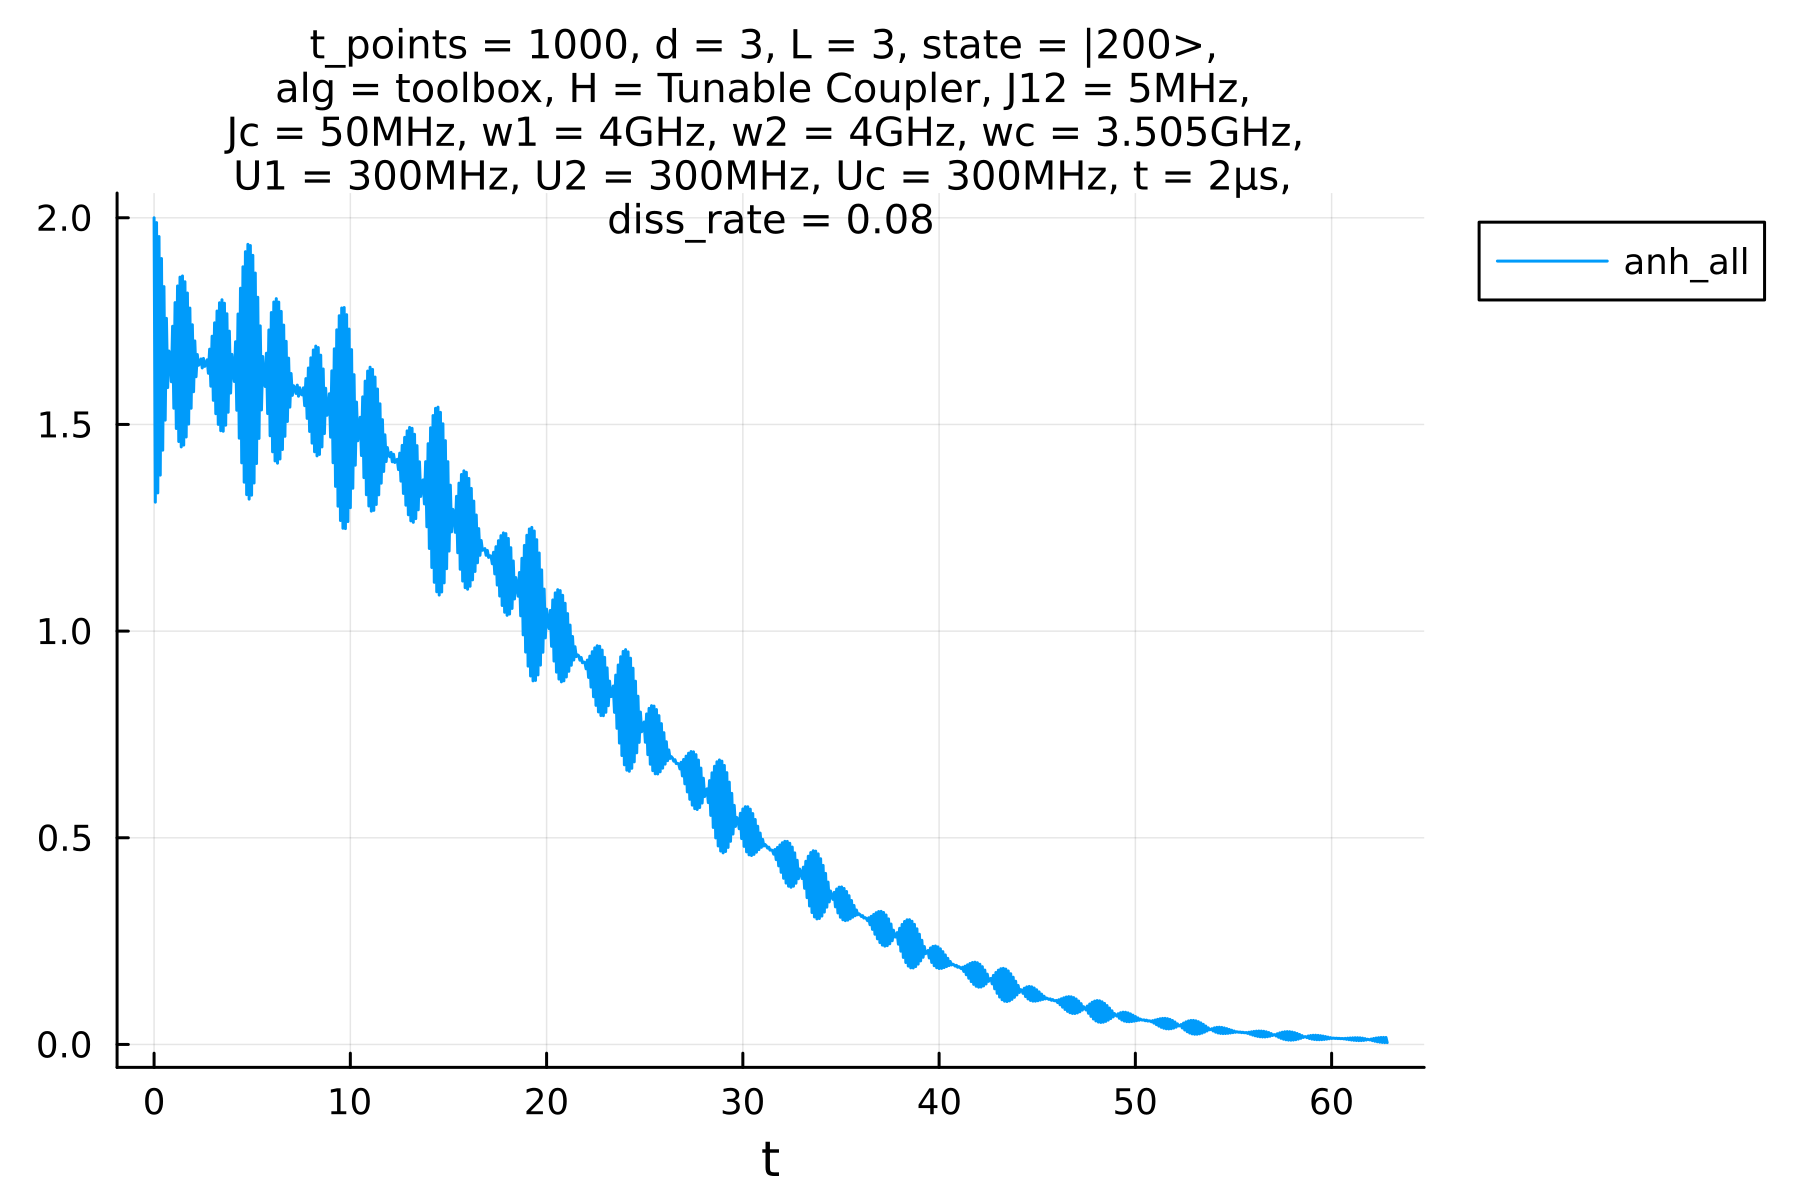 t_points = 1000, d = 3, L = 3, state = |200>,
alg = toolbox, H = Tunable Coupler, J12 = 5MHz,
Jc = 50MHz, w1 = 4GHz, w2 = 4GHz, wc = 3.505GHz,
U1 = 300MHz, U2 = 300MHz, Uc = 300MHz, t = 2μs,
diss_rate = 0.08
2.0
1.5
1.0
0.5
0.0
anh_all
0 10 20 30 40 50 60
t